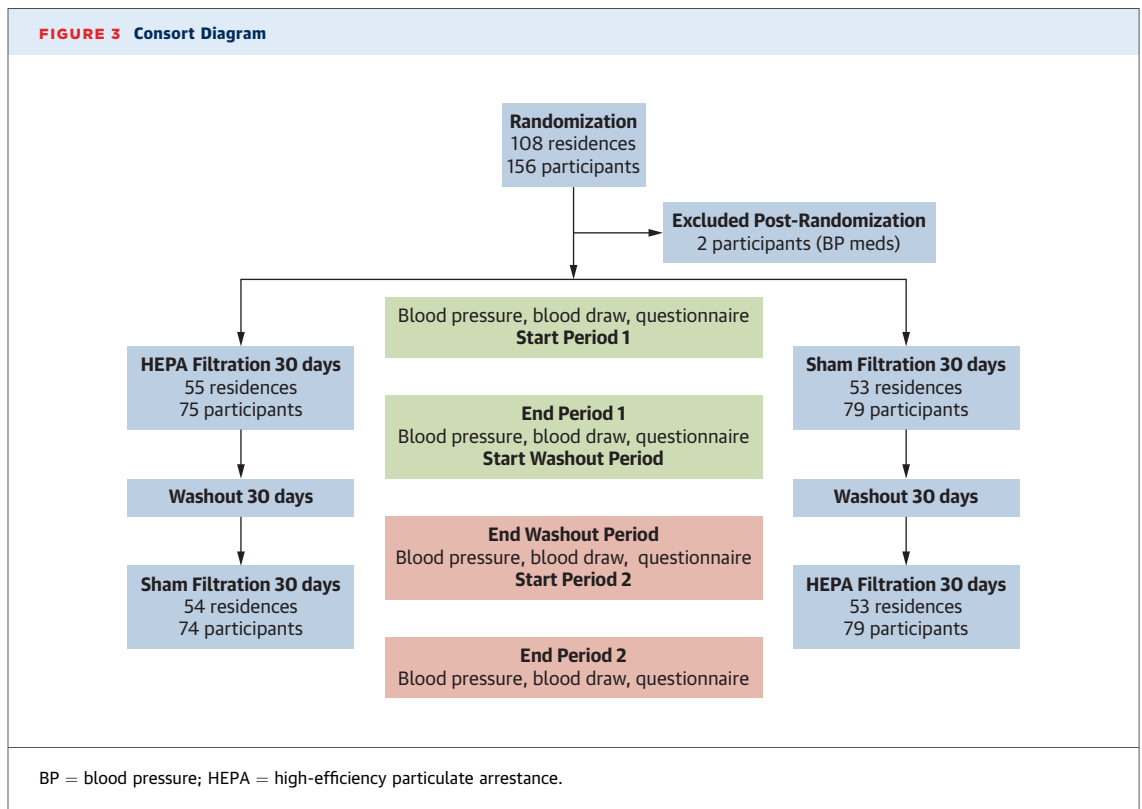 FIGURE 3 Consort Diagram
Randomization
108 residences
156 participants
Excluded Post-Randomization
2 participants (BP meds)
Blood pressure, blood draw, questionnaire
Start Period 1
HEPA Filtration 30 days
55 residences
75 participants
Sham Filtration 30 days
53 residences
79 participants
End Period 1
Blood pressure, blood draw, questionnaire
Start Washout Period
Washout 30 days
Washout 30 days
End Washout Period
Blood pressure, blood draw, questionnaire
Start Period 2
Sham Filtration 30 days
54 residences
74 participants
HEPA Filtration 30 days
53 residences
79 participants
End Period 2
Blood pressure, blood draw, questionnaire
BP = blood pressure; HEPA = high-efficiency particulate arrestance.